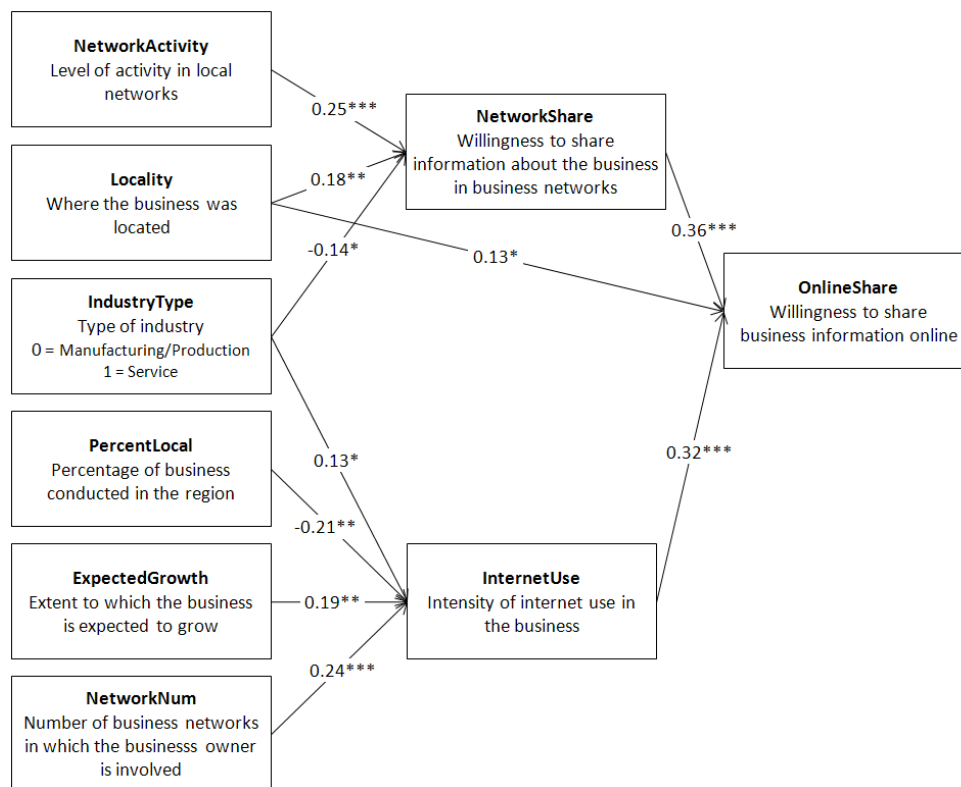 NetworkActivity
Level of activity in local
networks
0.25***
NetworkShare
Willingness to share
information about the business
in business networks
Locality
Where the business was
located
0.18**
-0.14*
0.36***
0.13*
IndustryType
Type of industry
0 = Manufacturing/Production
1 = Service
OnlineShare
Willingness to share
business information online
PercentLocal
Percentage of business
conducted in the region
0.13*
-0.21**
0.32***
ExpectedGrowth
Extent to which the business
is expected to grow
0.19**
InternetUse
Intensity of internet use in
the business
0.24***
NetworkNum
Number of business networks
in which the businesss owner
is involved